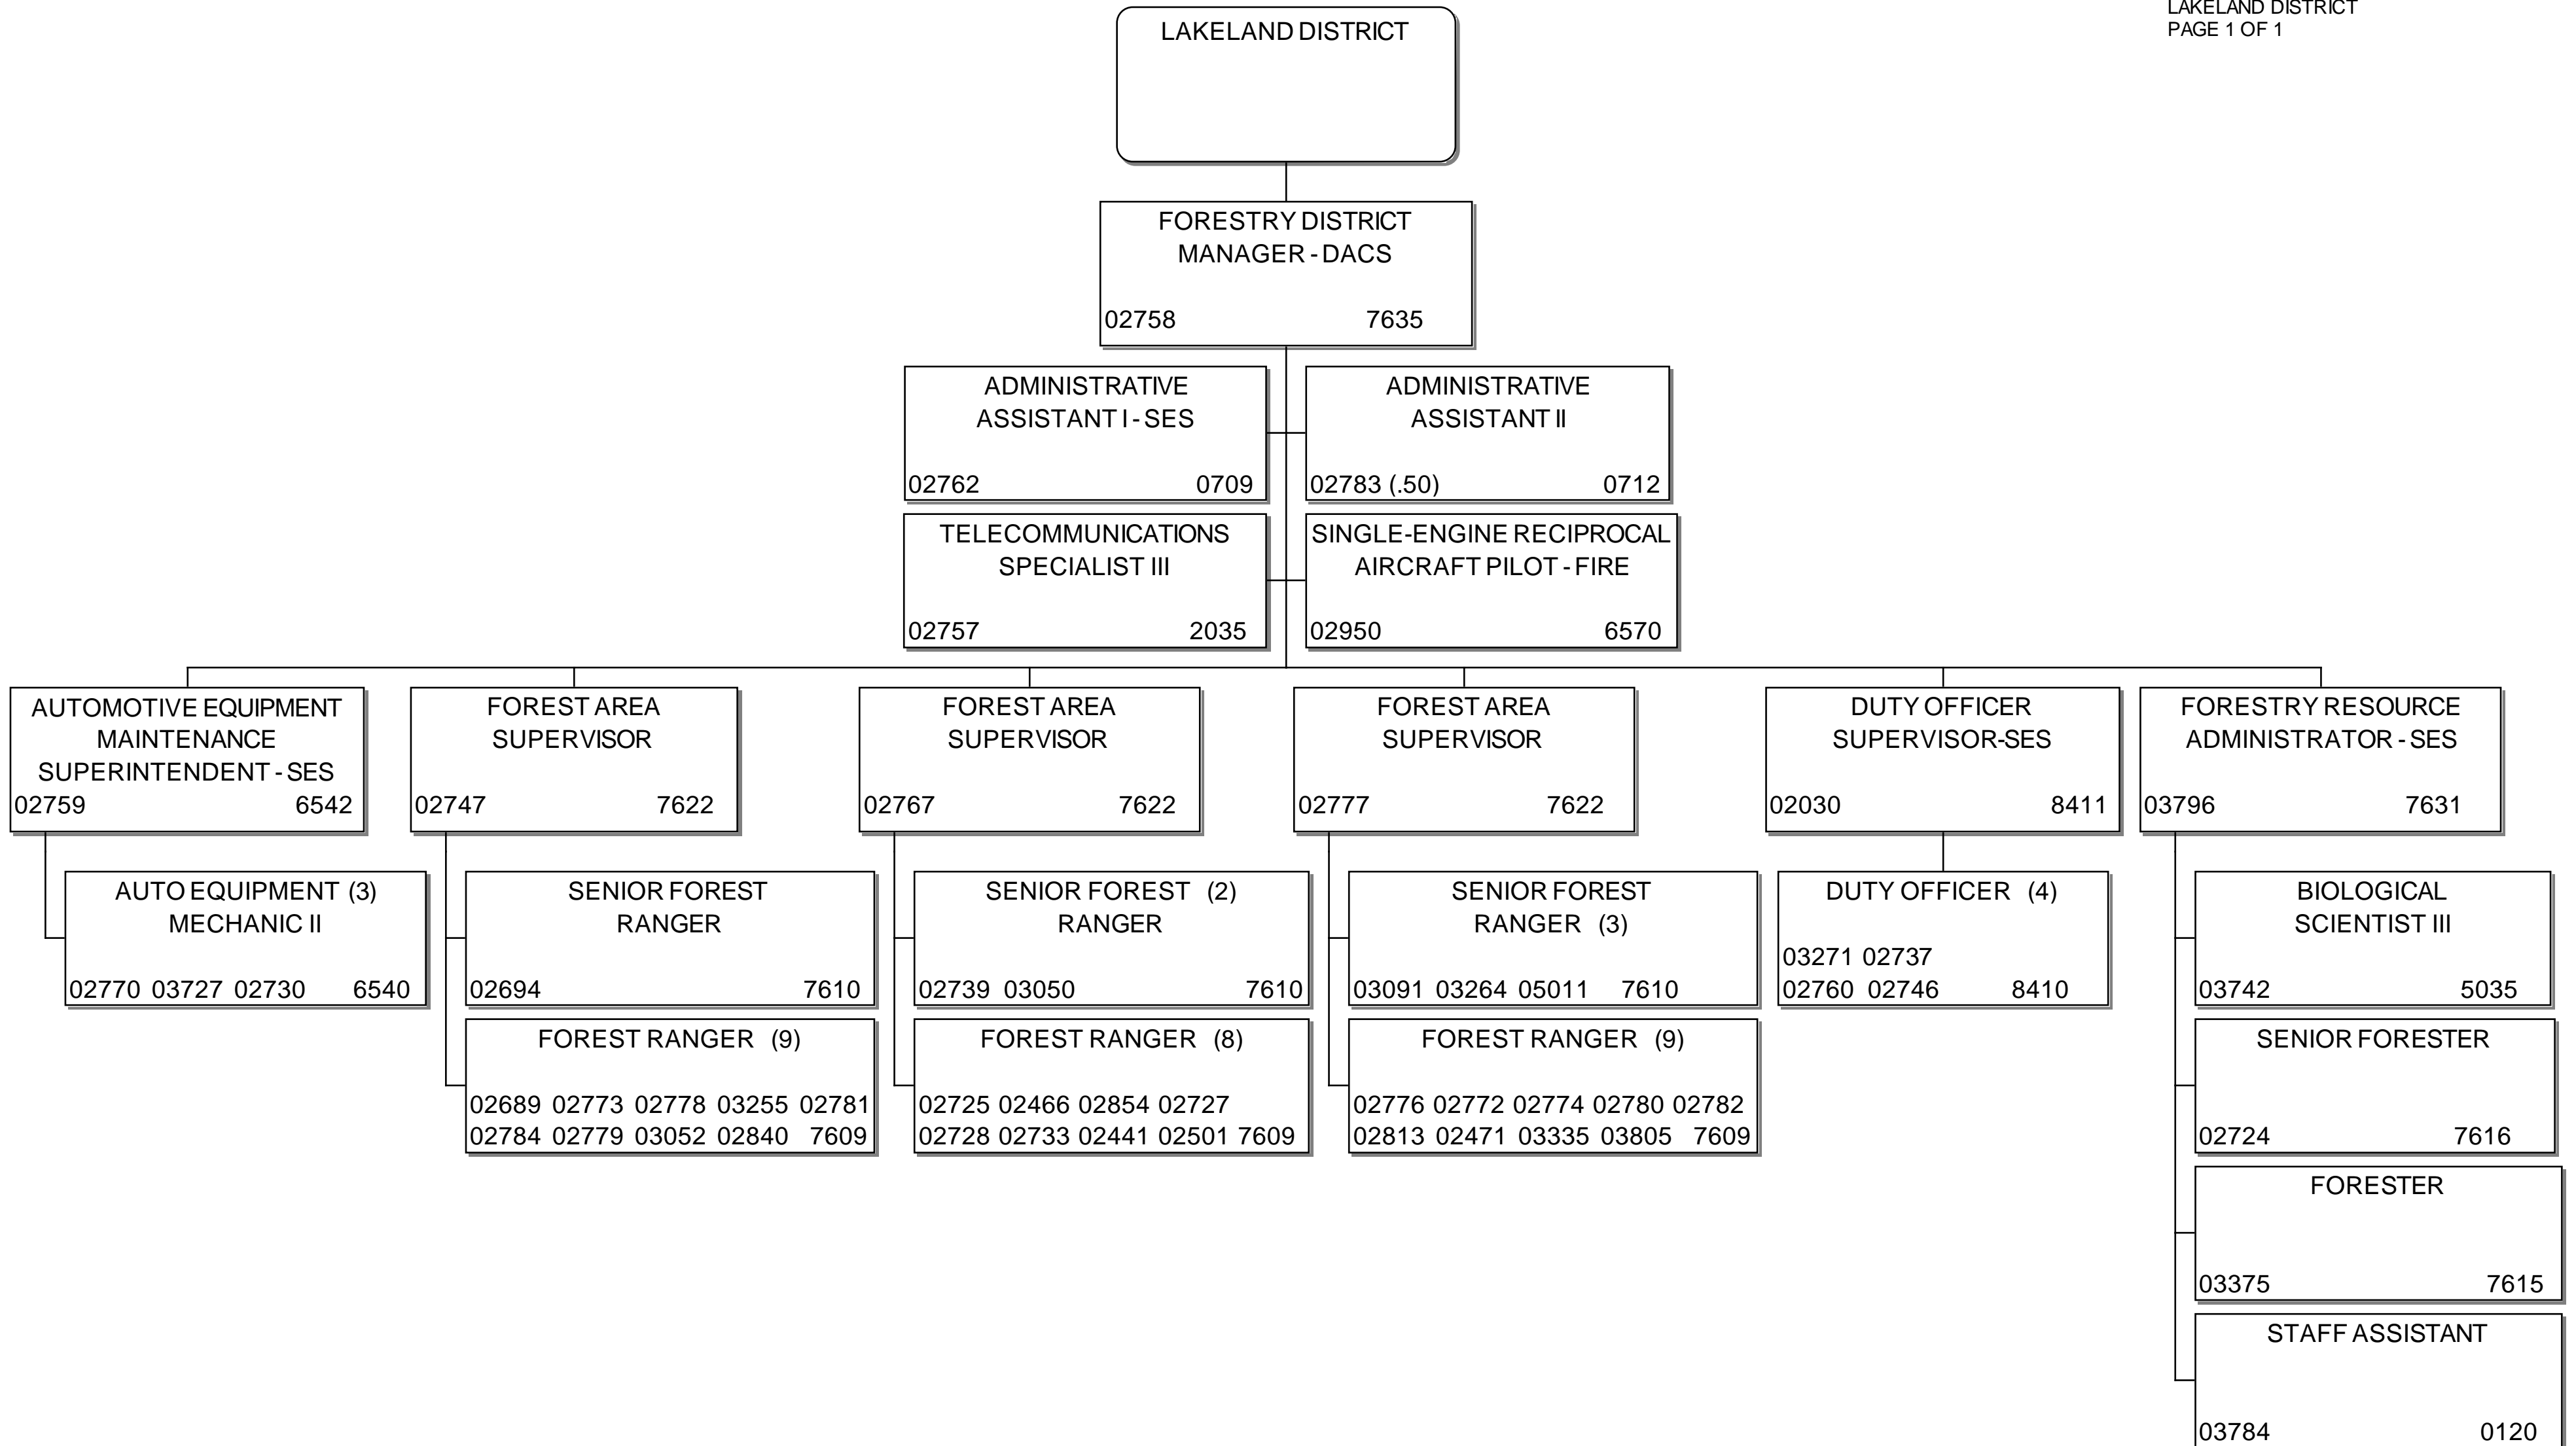 LAKELAND DISTRICT
PAGE 1 OF 1
LAKELAND DISTRICT
FORESTRY DISTRICT
MANAGER - DACS
02758 7635
ADMINISTRATIVE
ASSISTANT I - SES
02762 0709
ADMINISTRATIVE
ASSISTANT II
02783 (.50) 0712
TELECOMMUNICATIONS
SPECIALIST III
02757 2035
SINGLE-ENGINE RECIPROCAL
AIRCRAFT PILOT - FIRE
02950 6570
AUTOMOTIVE EQUIPMENT
MAINTENANCE
SUPERINTENDENT - SES
02759 6542
FOREST AREA
SUPERVISOR
02747 7622
FOREST AREA
SUPERVISOR
02767 7622
FOREST AREA
SUPERVISOR
02777 7622
DUTY OFFICER
SUPERVISOR-SES
02030 8411
FORESTRY RESOURCE
ADMINISTRATOR - SES
03796 7631
AUTO EQUIPMENT (3)
MECHANIC II
02770 03727 02730 6540
SENIOR FOREST
RANGER
02694 7610
SENIOR FOREST (2)
RANGER
02739 03050 7610
SENIOR FOREST
RANGER (3)
03091 03264 05011 7610
DUTY OFFICER (4)
03271 02737
02760 02746 8410
BIOLOGICAL
SCIENTIST III
03742 5035
FOREST RANGER (9)
02689 02773 02778 03255 02781
02784 02779 03052 02840 7609
FOREST RANGER (8)
02725 02466 02854 02727
02728 02733 02441 02501 7609
FOREST RANGER (9)
02776 02772 02774 02780 02782
02813 02471 03335 03805 7609
SENIOR FORESTER
02724 7616
FORESTER
03375 7615
STAFF ASSISTANT
03784 0120